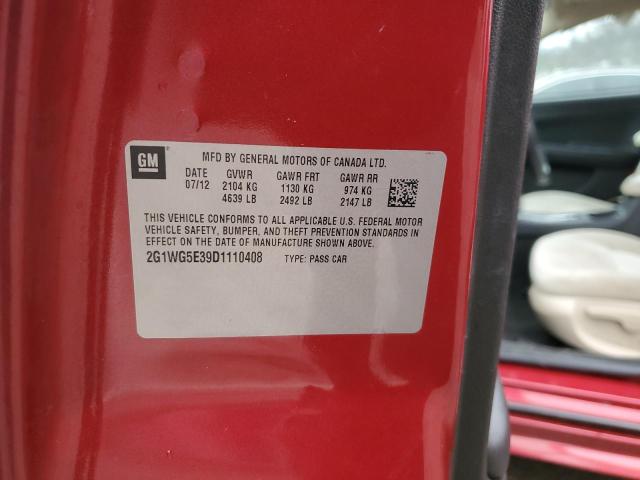 GM
MFD BY GENERAL MOTORS OF CANADA LTD.
DATE GVWR GAWR FRT GAWR RR
07/12 2104 KG 1130 KG 974 KG
4639 LB 2492 LB 2147 LB
THIS VEHICLE CONFORMS TO ALL APPLICABLE U.S. FEDERAL MOTOR
VEHICLE SAFETY, BUMPER, AND THEFT PREVENTION STANDARDS IN
EFFECT ON THE DATE OF MANUFACTURE SHOWN ABOVE.
2G1WG5E39D1110408 TYPE: PASS CAR